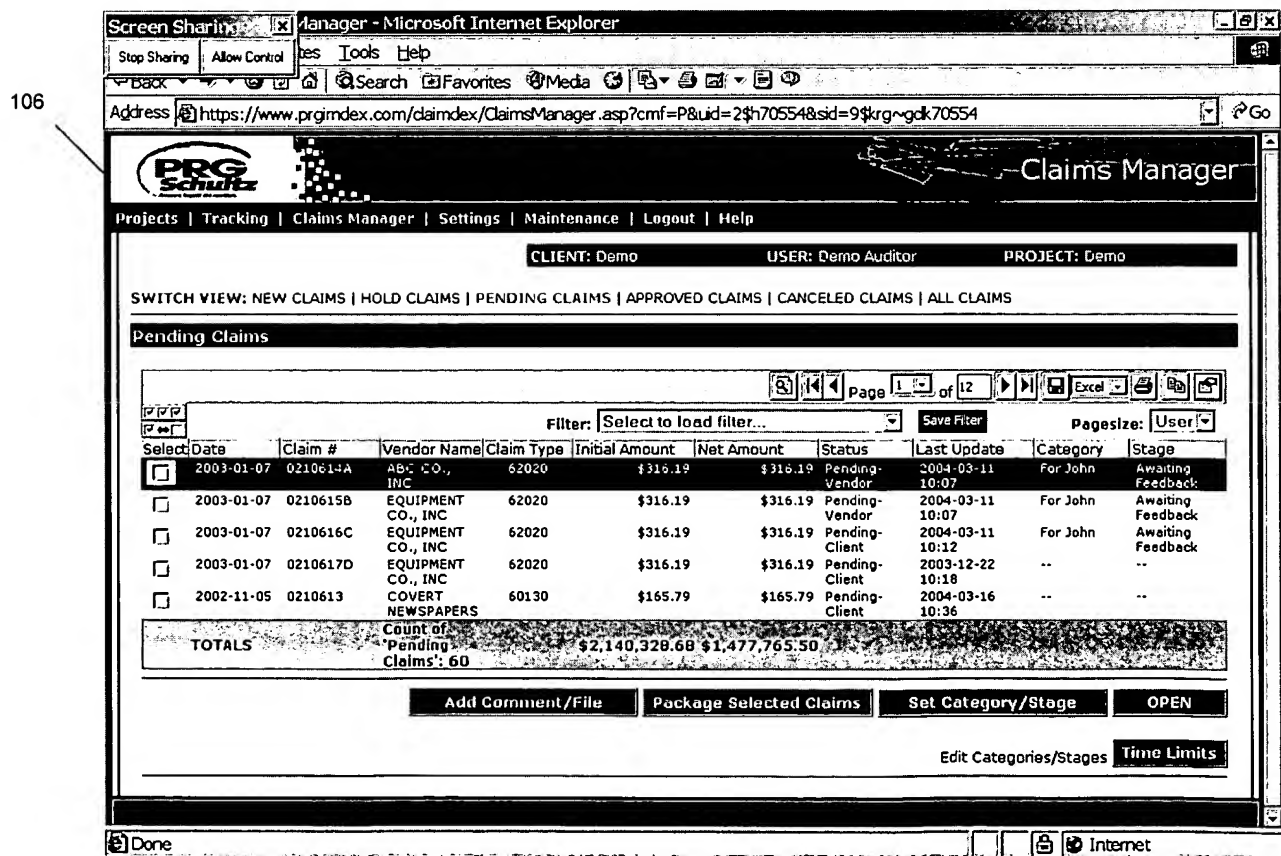 Screen Sharing Manager - Microsoft Internet Explorer
Stop Sharing Allow Control tes Tools Help
Back Search Favorites Media
106
Address https://www.prgimdex.com/claimdex/ClaimsManager.asp?cmf=P&uid=2$h70554&sid=9$krg~gdk70554 Go
PRG
Schultz
Claims Manager
Projects | Tracking | Claims Manager | Settings | Maintenance | Logout | Help
CLIENT: Demo USER: Demo Auditor PROJECT: Demo
SWITCH VIEW: NEW CLAIMS | HOLD CLAIMS | PENDING CLAIMS | APPROVED CLAIMS | CANCELED CLAIMS | ALL CLAIMS
Pending Claims
Page 1 of 12 Excel
Filter: Select to load filter... Save Filter Pagesize: User
Select Date Claim # Vendor Name Claim Type Initial Amount Net Amount Status Last Update Category Stage
2003-01-07 0210614A ABC CO., 62020 $316.19 $316.19 Pending- 2004-03-11 For John Awaiting
INC Vendor 10:07 Feedback
2003-01-07 0210615B EQUIPMENT 62020 $316.19 $316.19 Pending- 2004-03-11 For John Awaiting
CO., INC Vendor 10:07 Feedback
2003-01-07 0210616C EQUIPMENT 62020 $316.19 $316.19 Pending- 2004-03-11 For John Awaiting
CO., INC Client 10:12 Feedback
2003-01-07 0210617D EQUIPMENT 62020 $316.19 $316.19 Pending- 2003-12-22 -- --
CO., INC Client 10:18
2002-11-05 0210613 COVERT 60130 $165.79 $165.79 Pending- 2004-03-16 -- --
NEWSPAPERS Client 10:36
TOTALS Count of 'Pending Claims': 60 $2,140,328.68 $1,477,765.50
Add Comment/File Package Selected Claims Set Category/Stage OPEN
Edit Categories/Stages Time Limits
Done Internet